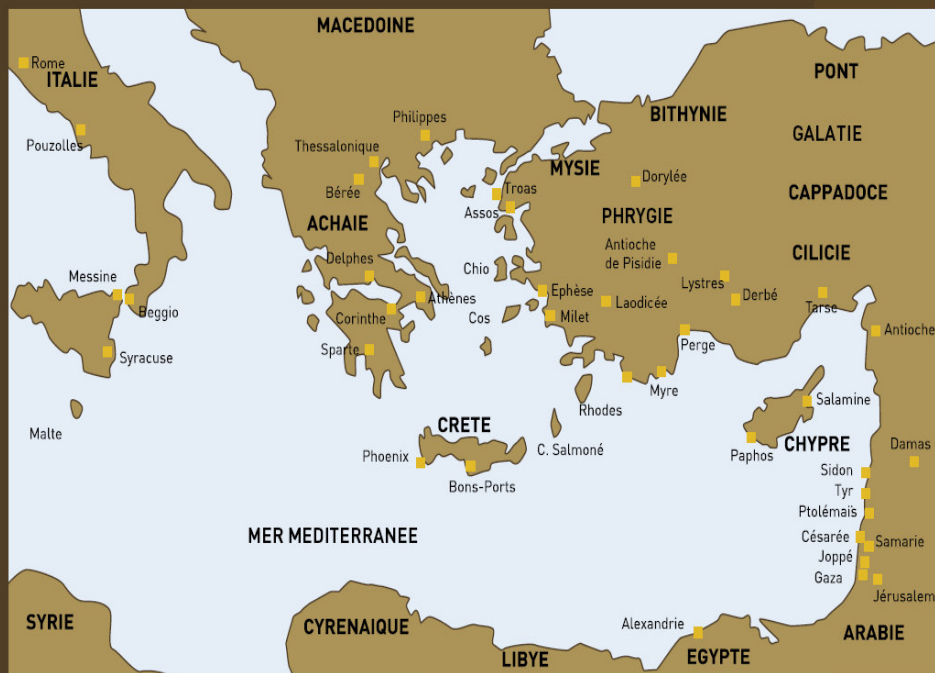 MACEDOINE
Rome
ITALIE
PONT
Philippes
BITHYNIE
GALATIE
Pouzolles
Thessalonique
MYSIE
Bérée
Troas
Dorylée
CAPPADOCE
Assos
ACHAIE
PHRYGIE
Antioche
de Pisidie
CILICIE
Delphes
Chio
Messine
Lystres
Beggio
Athènes
Ephèse
Laodicée
Derbé
Tarse
Corinthe
Cos
Milet
Antioche
Syracuse
Sparte
Perge
Myre
Malte
Rhodes
Salamine
CRETE
C. Salmoné
CHYPRE
Damas
Phoenix
Paphos
Bons-Ports
Sidon
Tyr
Ptolémaïs
MER MEDITERRANEE
Césarée
Samarie
Joppé
Gaza
Jérusalem
SYRIE
CYRENAIQUE
Alexandrie
ARABIE
LIBYE
EGYPTE